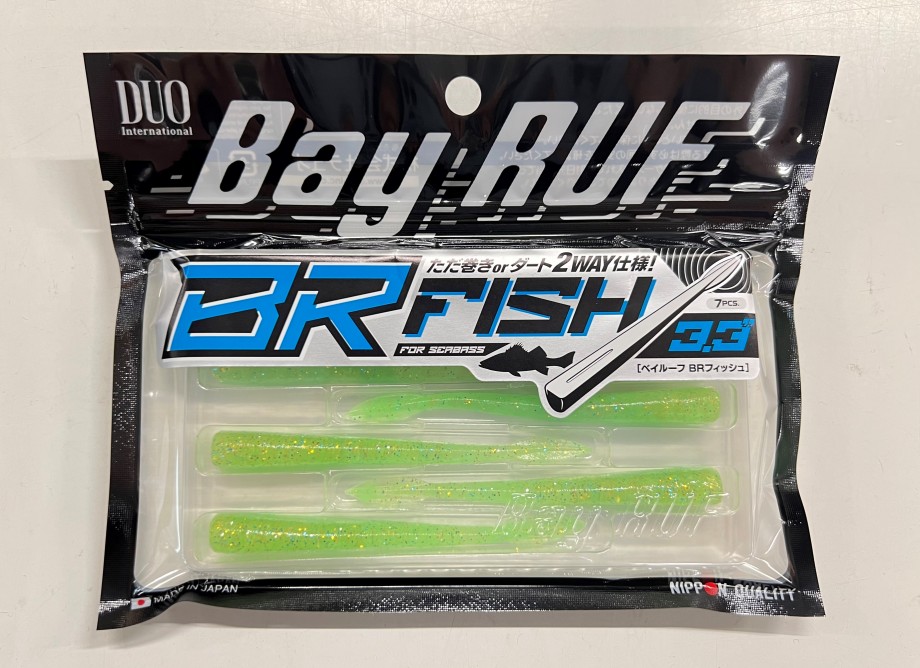 DUO
International
Bay RUF
ただ巻きorダート2WAY仕様!
BR FISH
7PCS.
3.3"
FOR SEABASS
[ベイルーフ BRフィッシュ]
Bay RUF
MADE IN JAPAN
NIPPON QUALITY